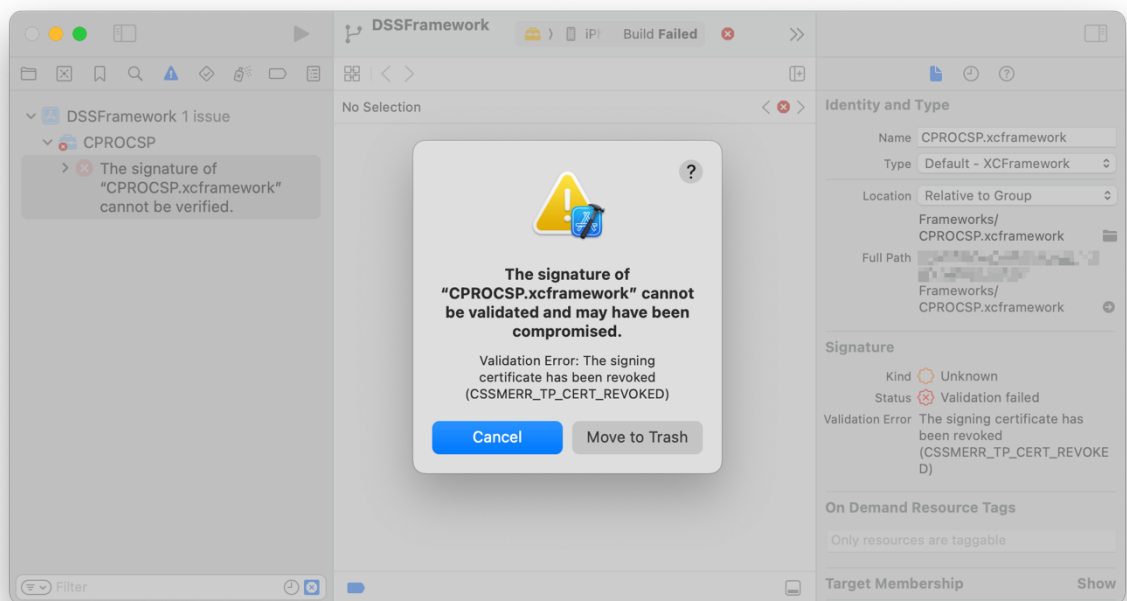 DSSFramework
iPl
Build Failed
No Selection
DSSFramework 1 issue
CPROCSP
The signature of
“CPROCSP.xcframework”
cannot be verified.
Filter
?
The signature of
“CPROCSP.xcframework” cannot
be validated and may have been
compromised.
Validation Error: The signing
certificate has been revoked
(CSSMERR_TP_CERT_REVOKED)
Cancel
Move to Trash
Identity and Type
Name CPROCSP.xcframework
Type Default - XCFramework
Location Relative to Group
Frameworks/
CPROCSP.xcframework
Full Path
Frameworks/
CPROCSP.xcframework
Signature
Kind Unknown
Status Validation failed
Validation Error The signing certificate has
been revoked
(CSSMERR_TP_CERT_REVOKE
D)
On Demand Resource Tags
Only resources are taggable
Target Membership Show